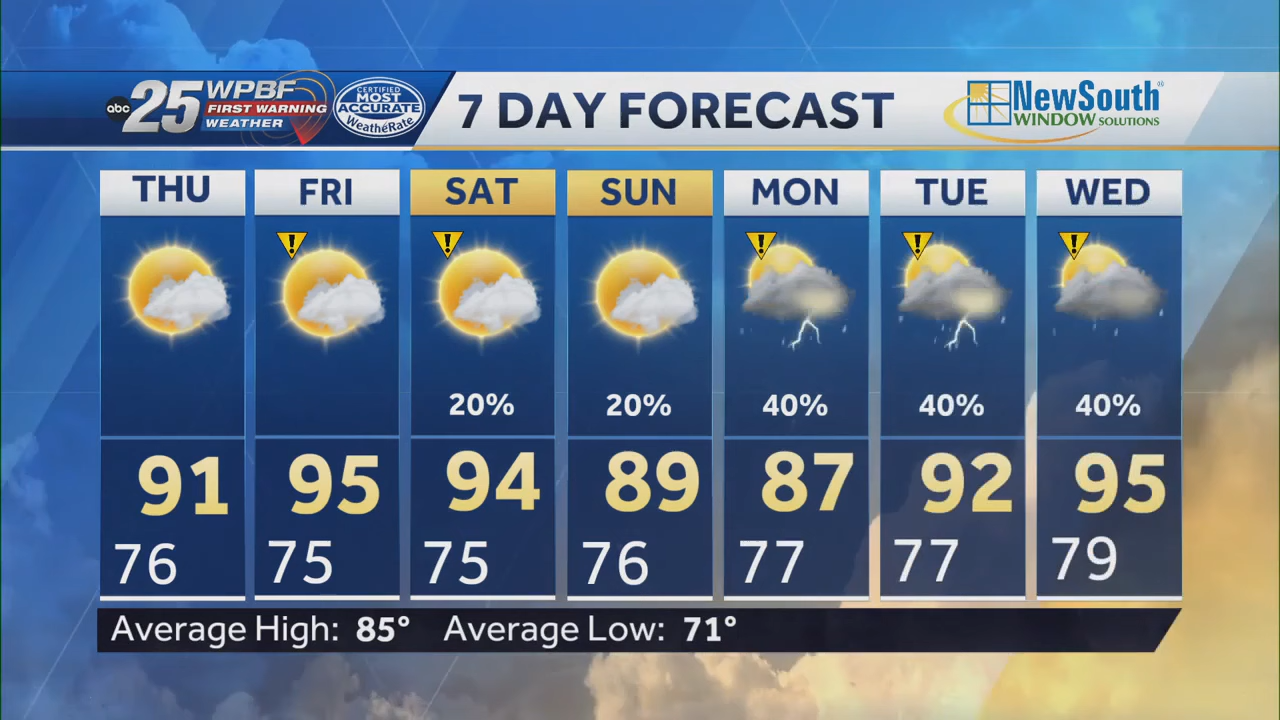 abc 25 WPBF
FIRST WARNING
WEATHER
CERTIFIED
MOST
ACCURATE
WeatheRate
7 DAY FORECAST
NewSouth
WINDOW SOLUTIONS
THU FRI SAT SUN MON TUE WED
! ! ! ! !
20% 20% 40% 40% 40%
91 95 94 89 87 92 95
76 75 75 76 77 77 79
Average High: 85° Average Low: 71°